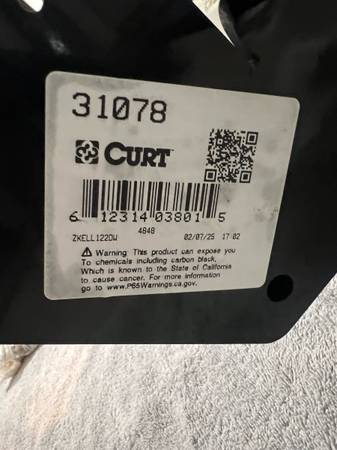 31078
CURT
6 12314 03801 5
4848
ZKELL122DW 02/07/25 17:02
⚠ Warning: This product can expose you
To chemicals including carbon black,
Which is known to the State of California
to cause cancer. For more information
go to www.P65Warnings.ca.gov.